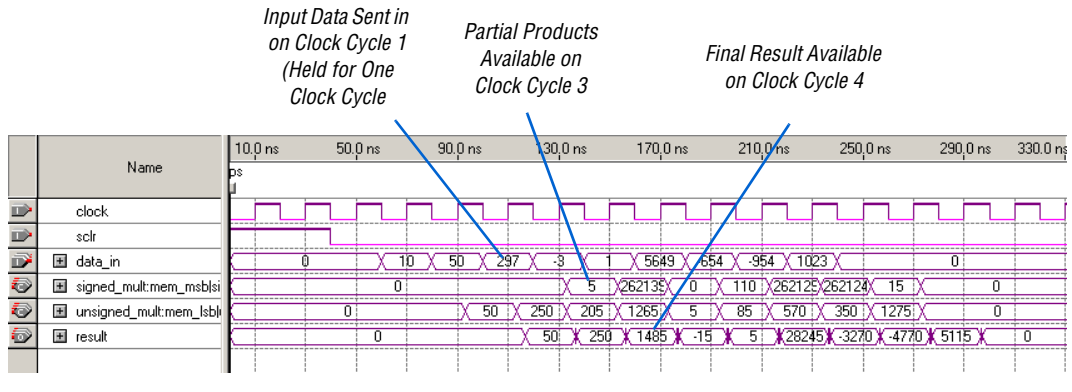 Input Data Sent in
on Clock Cycle 1
(Held for One
Clock Cycle
Partial Products
Available on
Clock Cycle 3
Final Result Available
on Clock Cycle 4
Name
10.0 ns 50.0 ns 90.0 ns 130.0 ns 170.0 ns 210.0 ns 250.0 ns 290.0 ns 330.0 ns
ps
clock
sclr
data_in 0 10 50 297 -3 1 5649 -654 -954 1023 0
signed_mult:mem_msb|si 0 5 262135 0 110 262125 262124 15 0
unsigned_mult:mem_lsb| 0 50 250 205 1265 5 85 570 350 1275 0
result 0 50 250 1485 -15 5 28245 -3270 -4770 5115 0